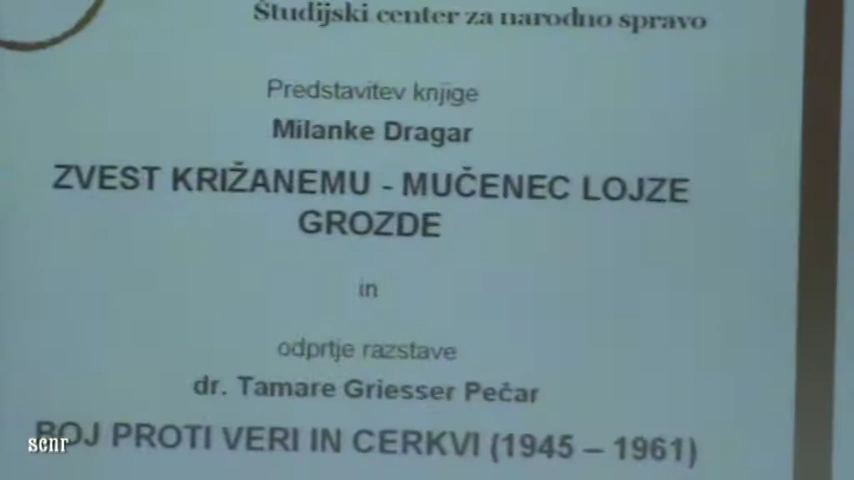 Študijski center za narodno spravo
Predstavitev knjige
Milanke Dragar
ZVEST KRIŽANEMU - MUČENEC LOJZE
GROZDE
in
odprtje razstave
dr. Tamare Griesser Pečar
BOJ PROTI VERI IN CERKVI (1945 – 1961)
scnr